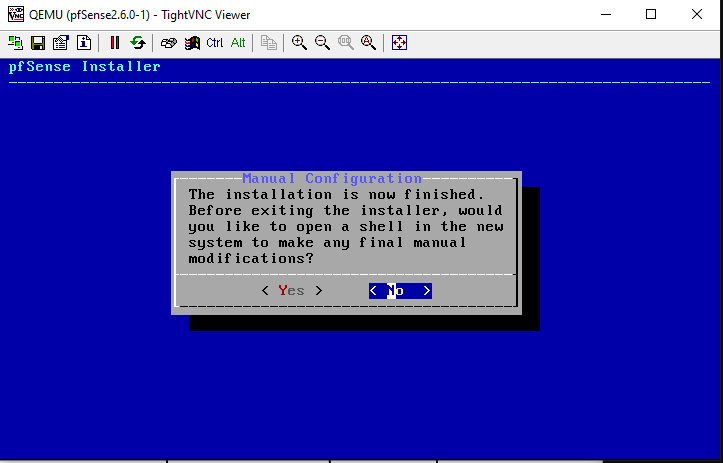 QEMU (pfSense2.6.0-1) - TightVNC Viewer
Ctrl Alt
pfSense Installer
Manual Configuration
The installation is now finished.
Before exiting the installer, would
you like to open a shell in the new
system to make any final manual
modifications?
< Yes > < No >